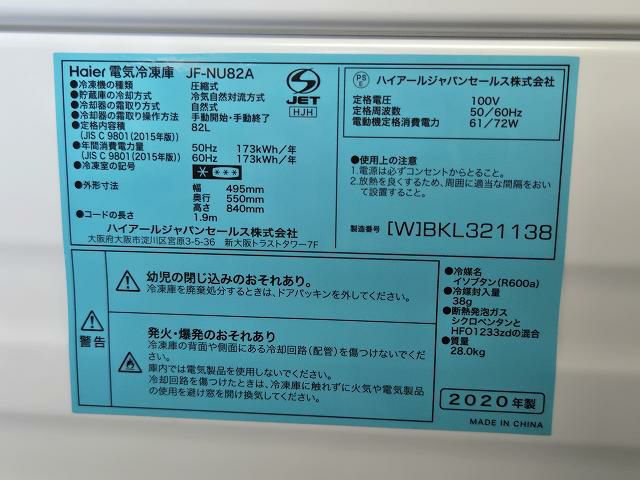 Haier 電気冷凍庫 JF-NU82A
●冷凍機の種類 圧縮式
●貯蔵庫の冷却方式 冷気自然対流方式
●冷却器の霜取り方式 自然式
●冷却器の霜取り操作方法 手動開始・手動終了
●定格内容積 82L
(JIS C 9801(2015年版))
●年間消費電力量 50Hz 173kWh/年
(JIS C 9801(2015年版)) 60Hz 173kWh/年
●冷凍室の記号
●外形寸法 幅 495mm
奥行 550mm
高さ 840mm
●コードの長さ 1.9m
ハイアールジャパンセールス株式会社
大阪府大阪市淀川区宮原3-5-36 新大阪トラストタワー7F
JET
HJH
PS
E
ハイアールジャパンセールス株式会社
定格電圧 100V
定格周波数 50/60Hz
電動機定格消費電力 61/72W
●使用上の注意
1.電源は必ずコンセントからとること。
2.放熱を良くするため、周囲に適当な間隔をおい
て設置すること。
製造番号 [W]BKL321138
警告
幼児の閉じ込みのおそれあり。
冷凍庫を廃棄処分するときは、ドアパッキンを外してください。
発火・爆発のおそれあり。
冷凍庫の背面や側面にある冷却回路(配管)を傷つけないでくだ
さい。
庫内では電気製品を使用しないでください。
冷却回路を傷つけたときは、冷凍庫に触れずに火気や電気製品
の使用を避け窓を開け換気してください。
●冷媒名
イソブタン(R600a)
●冷媒封入量
38g
●断熱発泡ガス
シクロペンタンと
HFO1233zdの混合
●質量
28.0kg
2020年製
MADE IN CHINA